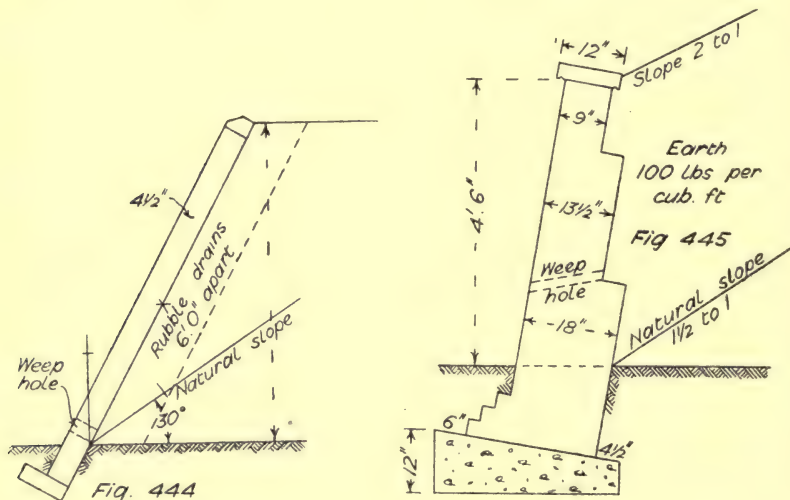 4½"
Rubble drains
6'.0" apart
Natural slope
Weep
hole
130°
Fig. 444
12"
Slope 2 to 1
9"
Earth
100 lbs per
cub. ft
4'.6"
13½"
Fig 445
Weep
hole
18"
Natural slope
1½ to 1
6"
4½"
12"